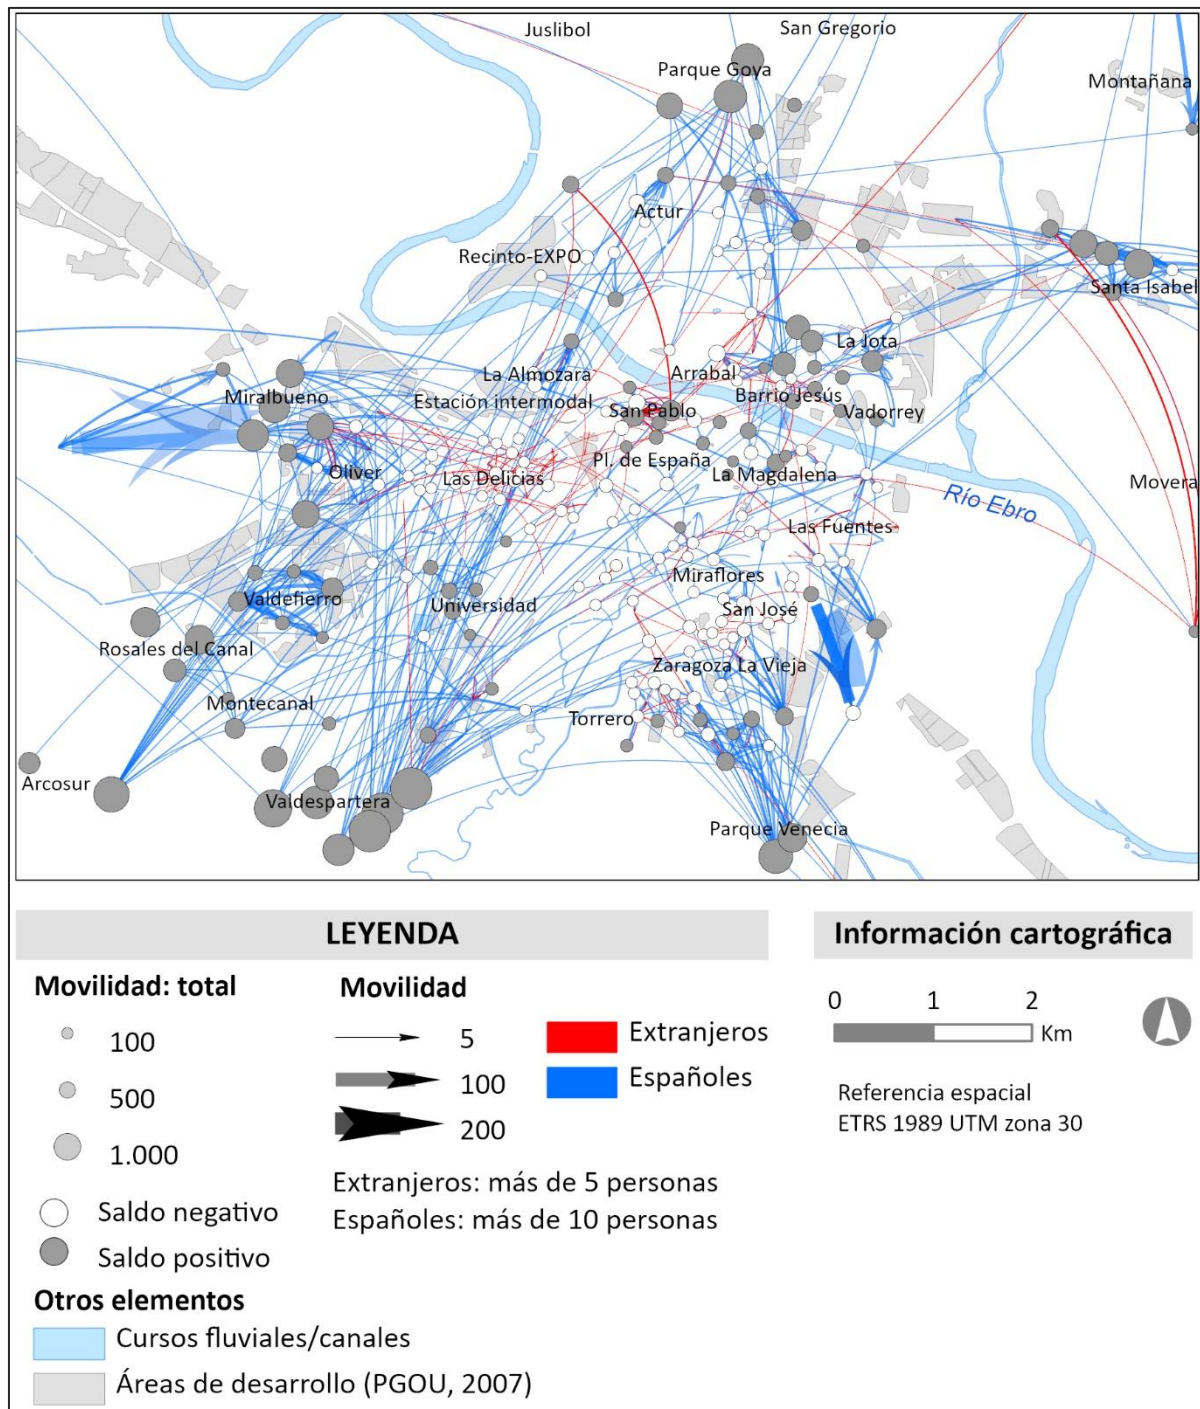 Juslibol
San Gregorio
Parque Goya
Montañana
Actur
Recinto-EXPO
Santa Isabel
La Jota
La Almozara
Arrabal
Miralbueno
Estación intermodal
Barrio Jesús
San Pablo
Vadorrey
Pl. de España
Oliver
Las Delicias
La Magdalena
Movera
Río Ebro
Las Fuentes
Miraflores
Valdefierro
Universidad
San José
Rosales del Canal
Zaragoza La Vieja
Montecanal
Torrero
Arcosur
Valdespartera
Parque Venecia
LEYENDA
Información cartográfica
Movilidad: total
Movilidad
100
500
1.000
Saldo negativo
Saldo positivo
5
100
200
Extranjeros
Españoles
Extranjeros: más de 5 personas
Españoles: más de 10 personas
0 1 2
Km
Referencia espacial
ETRS 1989 UTM zona 30
Otros elementos
Cursos fluviales/canales
Áreas de desarrollo (PGOU, 2007)